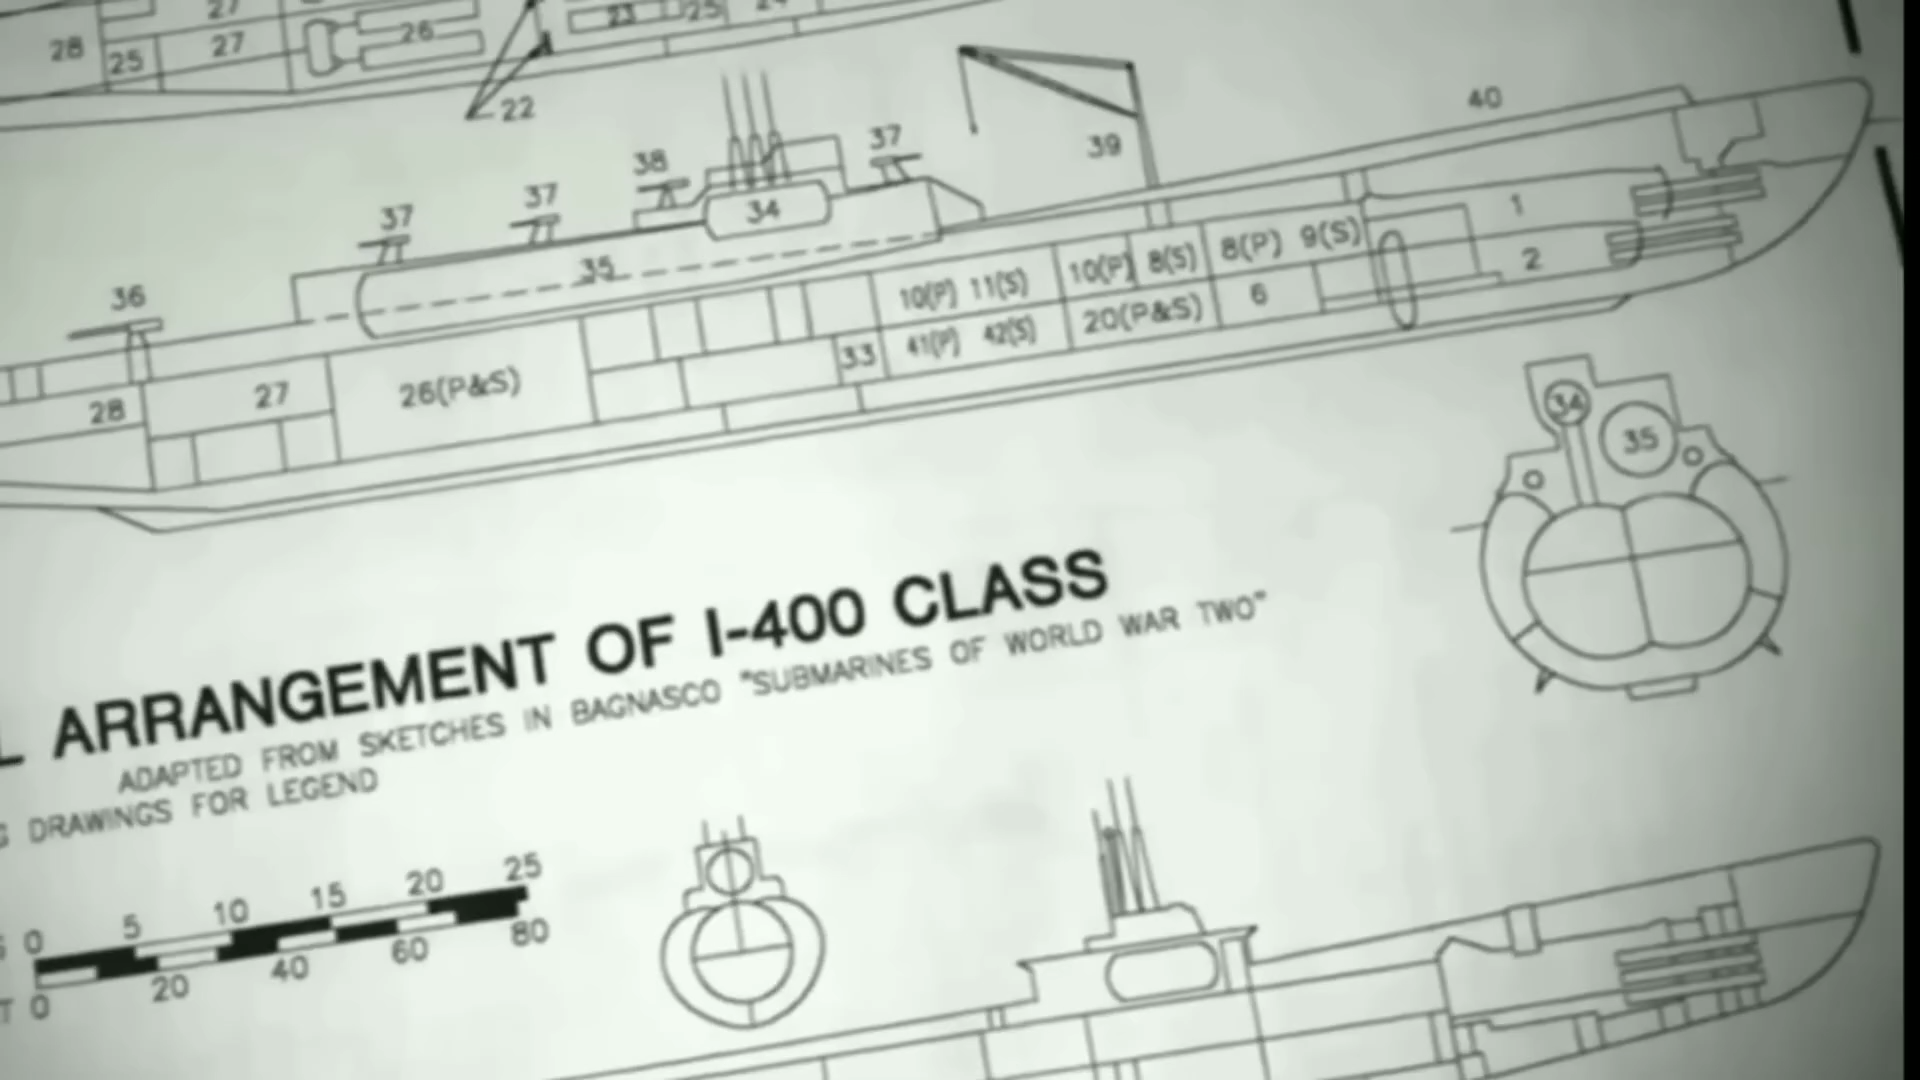 27
28 25 27 26 23 25
22
40
37 39
38
37 34
37 1
36 35 10(P) 11(S) 10(P) 8(S) 8(P) 9(S) 2
33 41(P) 42(S) 20(P&S) 6
28 27 26(P&S)
34
35
L ARRANGEMENT OF I-400 CLASS
ADAPTED FROM SKETCHES IN BAGNASCO "SUBMARINES OF WORLD WAR TWO"
G DRAWINGS FOR LEGEND
0 5 10 15 20 25
T 0 20 40 60 80